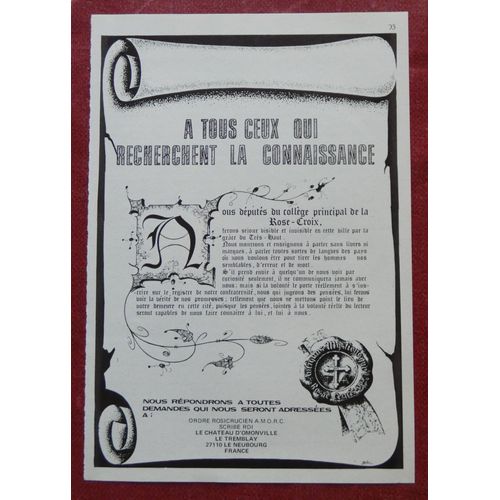 33
A TOUS CEUX QUI
RECHERCHENT LA CONNAISSANCE
Nous députés du collège principal de la
Rose-Croix,
ferons séjour visible et invisible en cette ville par la
grâce du Très-Haut.
Nous montrons et enseignons à parler sans livres ni
marques, à parler toutes sortes de langues des pays
où nous voulons être pour tirer les hommes nos
semblables, d'erreur et de mort.
S'il prend envie à quelqu'un de nous voir par
curiosité seulement, il ne communiquera jamais avec
nous; mais si la volonté le porte réellement à s'ins-
crire sur le registre de notre confraternité, nous qui jugeons des pensées, lui ferons
voir la vérité de nos promesses; tellement que nous ne mettons point le lieu de
notre demeure en cette cité, puisque les pensées, jointes à la volonté réelle du lecteur
seront capables de nous faire connaître à lui, et lui à nous.
NOUS RÉPONDRONS A TOUTES
DEMANDES QUI NOUS SERONT ADRESSÉES
A :
ORDRE ROSICRUCIEN A.M.O.R.C.
SCRIBE RDI
LE CHATEAU D'OMONVILLE
LE TREMBLAY
27110 LE NEUBOURG
FRANCE